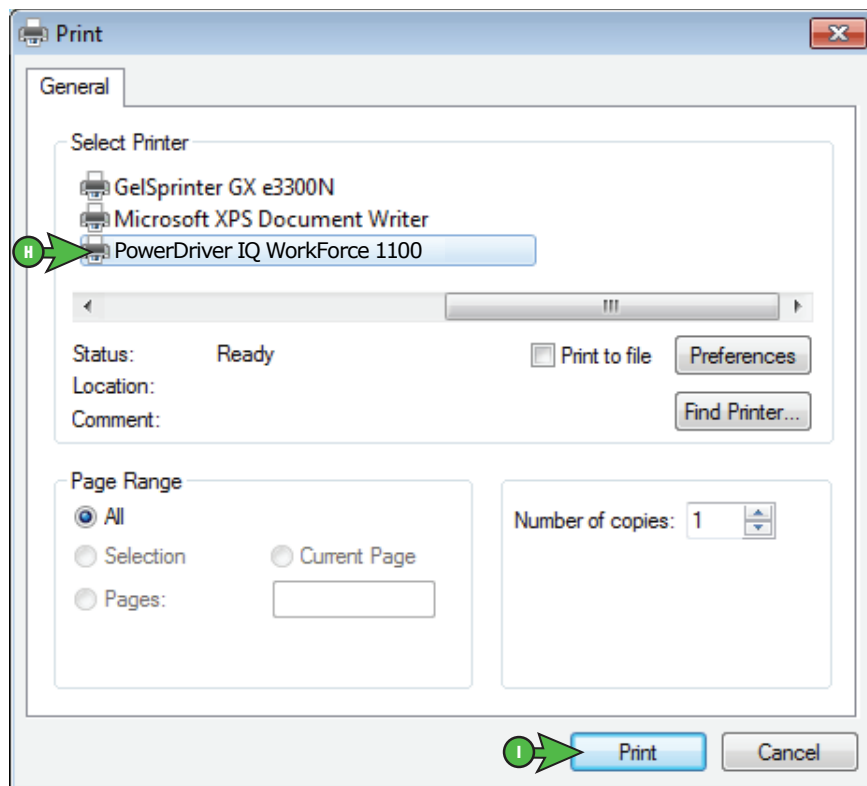 Print
General
Select Printer
GelSprinter GX e3300N
Microsoft XPS Document Writer
H
PowerDriver IQ WorkForce 1100
Status: Ready
Print to file
Preferences
Location:
Comment:
Find Printer...
Page Range
All
Selection
Current Page
Pages:
Number of copies: 1
I
Print
Cancel